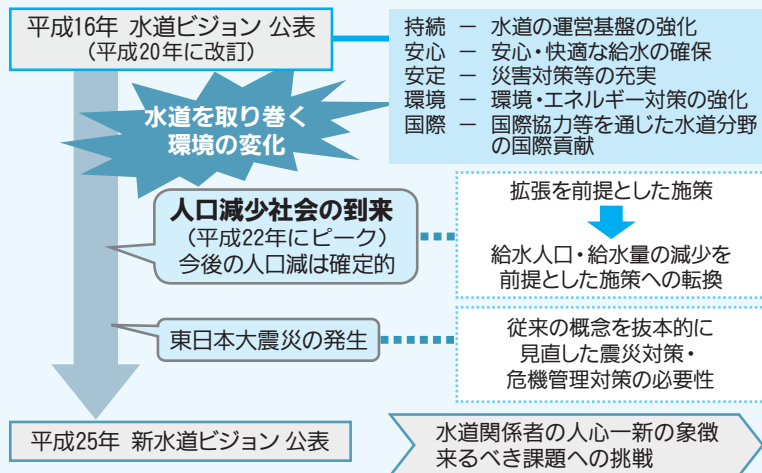 平成16年 水道ビジョン 公表
（平成20年に改訂）
持続 － 水道の運営基盤の強化
安心 － 安心・快適な給水の確保
安定 － 災害対策等の充実
環境 － 環境・エネルギー対策の強化
国際 － 国際協力等を通じた水道分野
の国際貢献
水道を取り巻く
環境の変化
人口減少社会の到来
（平成22年にピーク）
今後の人口減は確定的
拡張を前提とした施策
給水人口・給水量の減少を
前提とした施策への転換
東日本大震災の発生
従来の概念を抜本的に
見直した震災対策・
危機管理対策の必要性
平成25年 新水道ビジョン 公表
水道関係者の人心一新の象徴
来るべき課題への挑戦